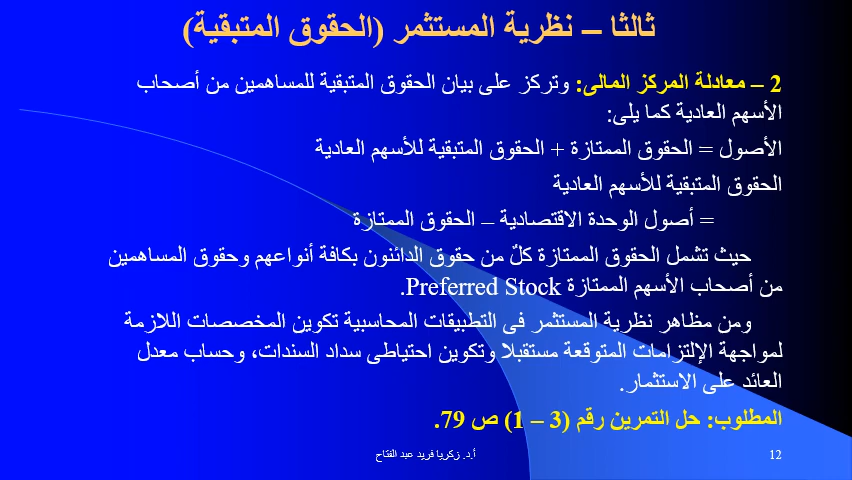 ثالثا – نظرية المستثمر (الحقوق المتبقية)
2 – معادلة المركز المالى: وتركز على بيان الحقوق المتبقية للمساهمين من أصحاب
الأسهم العادية كما يلى:
الأصول = الحقوق الممتازة + الحقوق المتبقية للأسهم العادية
الحقوق المتبقية للأسهم العادية
= أصول الوحدة الاقتصادية – الحقوق الممتازة
حيث تشمل الحقوق الممتازة كلٌ من حقوق الدائنون بكافة أنواعهم وحقوق المساهمين
من أصحاب الأسهم الممتازة Preferred Stock.
ومن مظاهر نظرية المستثمر فى التطبيقات المحاسبية تكوين المخصصات اللازمة
لمواجهة الإلتزامات المتوقعة مستقبلا وتكوين احتياطى سداد السندات، وحساب معدل
العائد على الاستثمار.
المطلوب: حل التمرين رقم (3 – 1) ص 79.
أ.د. زكريا فريد عبد الفتاح
12